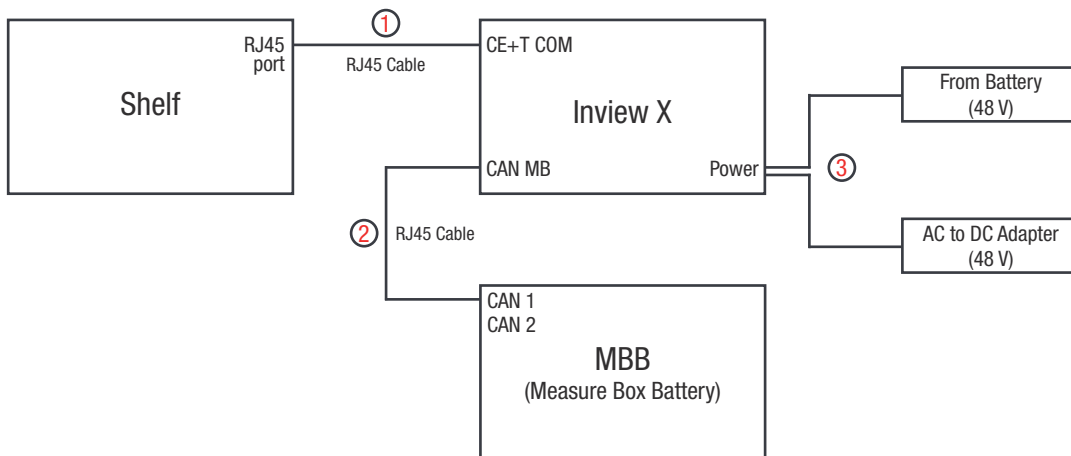 1
RJ45
port
CE+T COM
RJ45 Cable
From Battery
(48 V)
Shelf
Inview X
CAN MB
Power
3
2
RJ45 Cable
AC to DC Adapter
(48 V)
CAN 1
CAN 2
MBB
(Measure Box Battery)